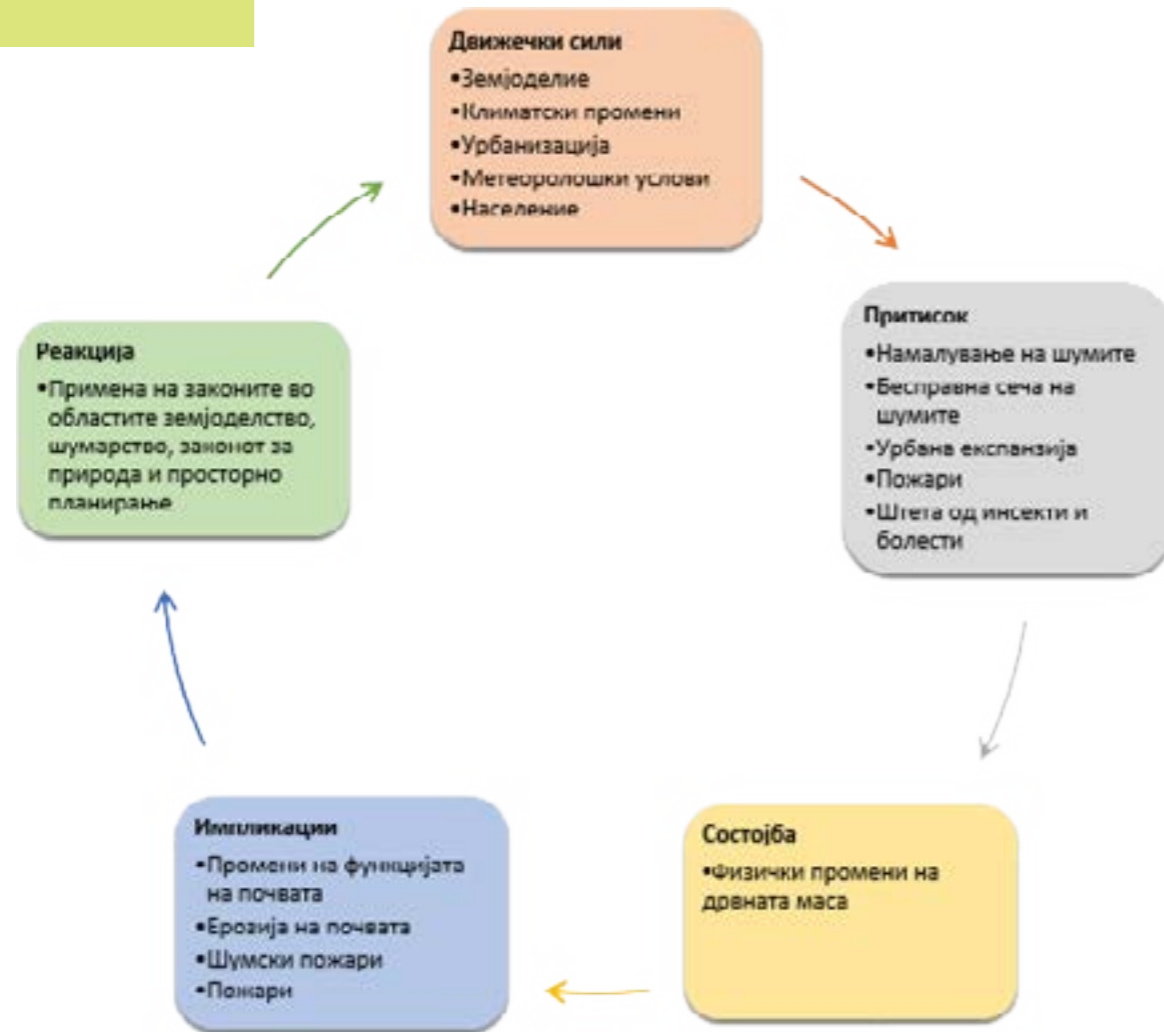 Движечки сили
•Земјоделие
•Климатски промени
•Урбанизација
•Метеоролошки услови
•Население
Притисок
•Намалување на шумите
•Бесправна сеча на
шумите
•Урбана експанзија
•Пожари
•Штета од инсекти и
болести
Состојба
•Физички промени на
дрвната маса
Импликации
•Промени на функцијата
на почвата
•Ерозија на почвата
•Шумски пожари
•Пожари
Реакција
•Примена на законите во
областите земјоделство,
шумарство, законот за
природа и просторно
планирање